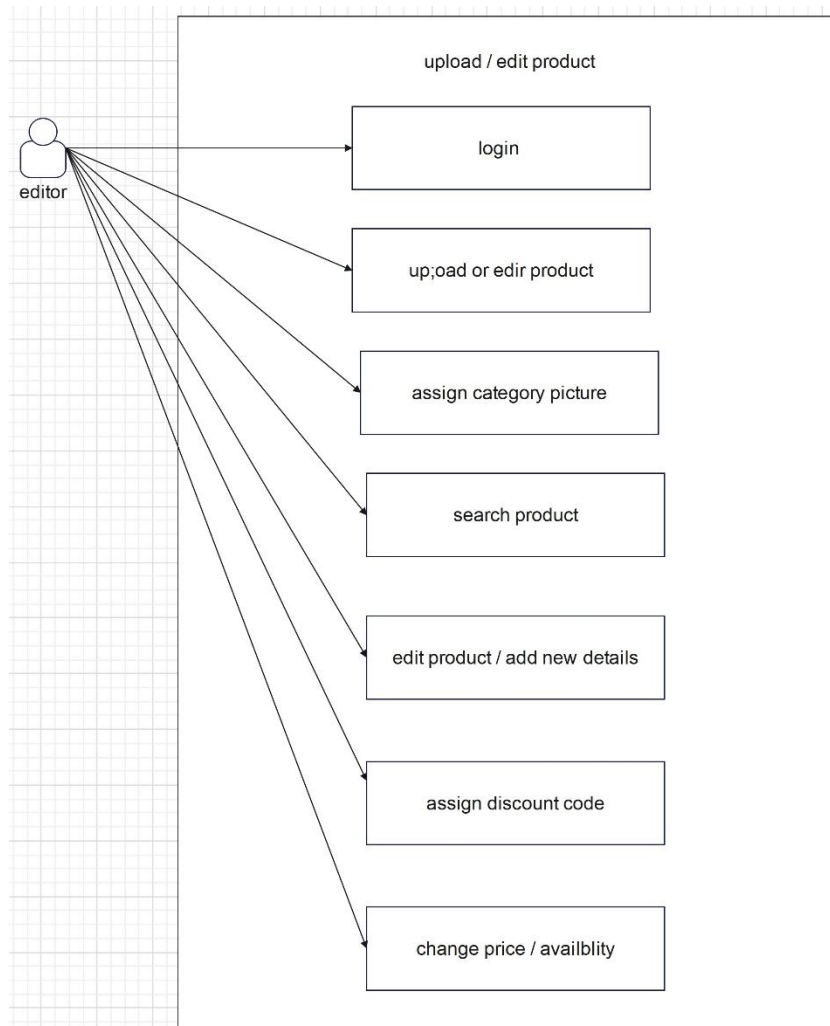 upload / edit product
login
editor
up;oad or edir product
assign category picture
search product
edit product / add new details
assign discount code
change price / availblity